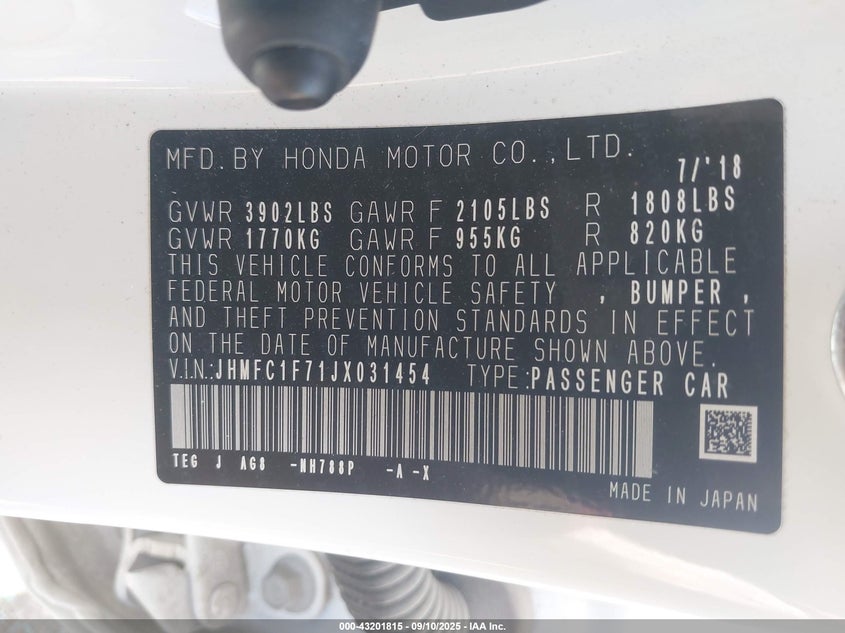 MFD. BY HONDA MOTOR CO., LTD. 7/'18
GVWR 3902LBS GAWR F 2105LBS R 1808LBS
GVWR 1770KG GAWR F 955KG R 820KG
THIS VEHICLE CONFORMS TO ALL APPLICABLE
FEDERAL MOTOR VEHICLE SAFETY , BUMPER ,
AND THEFT PREVENTION STANDARDS IN EFFECT
ON THE DATE OF MANUFACTURE SHOWN ABOVE.
V.IN.: JHMFC1F71JX031454 TYPE: PASSENGER CAR
TEG J AG8 -NH788P -A -X
MADE IN JAPAN
000-43201815 - 09/10/2025 - IAA Inc.